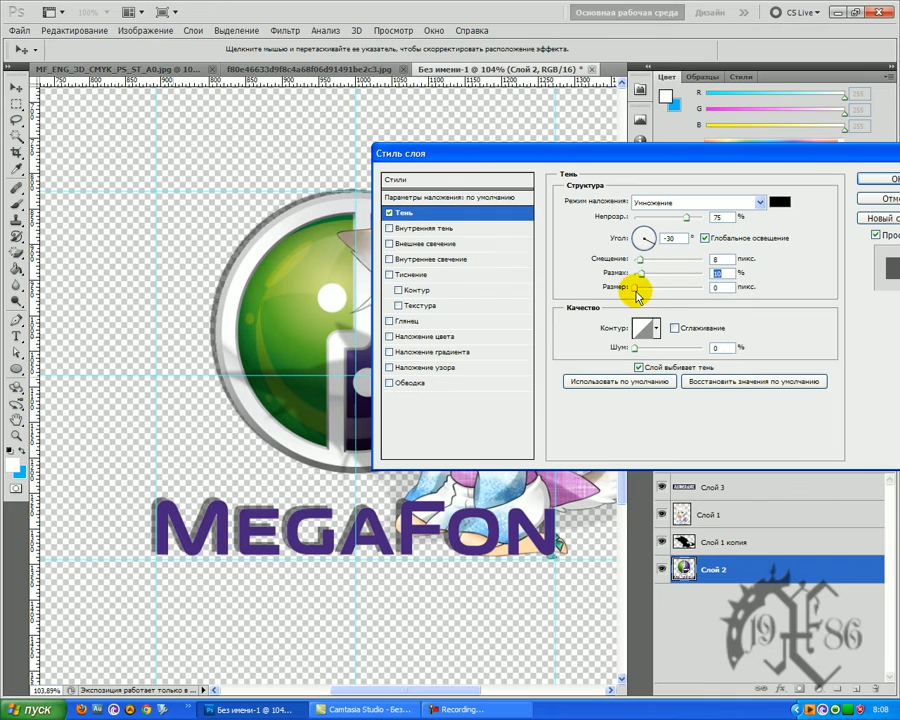 Ps
100%
Основная рабочая среда
Дизайн
CS Live
Файл Редактирование Изображение Слои Выделение Фильтр Анализ 3D Просмотр Окно Справка
Щелкните мышью и перетаскивайте ее указатель, чтобы скорректировать расположение эффекта.
MF_ENG_3D_CMYK_PS_ST_A0.jpg @ 10...
f80e46633d9f8c4a68f06d91491be2c3.jpg
Без имени-1 @ 104% (Слой 2, RGB/16) *
Цвет Образцы Стили
R 255
G 255
B 255
Стиль слоя
Стили
Параметры наложения: по умолчанию
Тень
Внутренняя тень
Внешнее свечение
Внутреннее свечение
Тиснение
Контур
Текстура
Глянец
Наложение цвета
Наложение градиента
Наложение узора
Обводка
Тень
Структура
Режим наложения: Умножение
Непрозр.: 75 %
Угол: -30 ° Глобальное освещение
Смещение: 8 пикс.
Размах: 10 %
Размер: 0 пикс.
Качество
Контур: Сглаживание
Шум: 0 %
Слой выбивает тень
Использовать по умолчанию
Восстановить значения по умолчанию
Новый с
MEGAFON
Слой 3
Слой 1
Слой 1 копия
Слой 2
19 86
103,89%
Экспозиция работает только в ...
пуск
Без имени-1 @ 104...
Camtasia Studio - Без...
Recording...
8:08